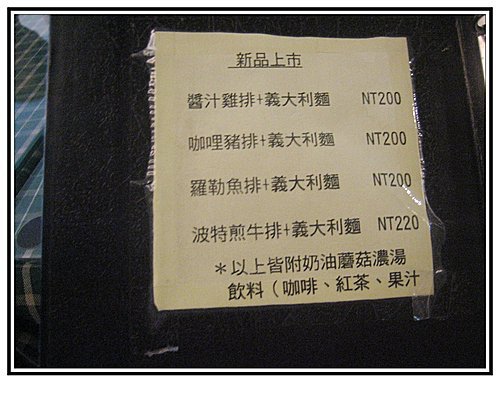 新品上市
醬汁雞排+義大利麵 NT200
咖哩豬排+義大利麵 NT200
羅勒魚排+義大利麵 NT200
波特煎牛排+義大利麵 NT220
＊以上皆附奶油蘑菇濃湯
飲料（咖啡、紅茶、果汁